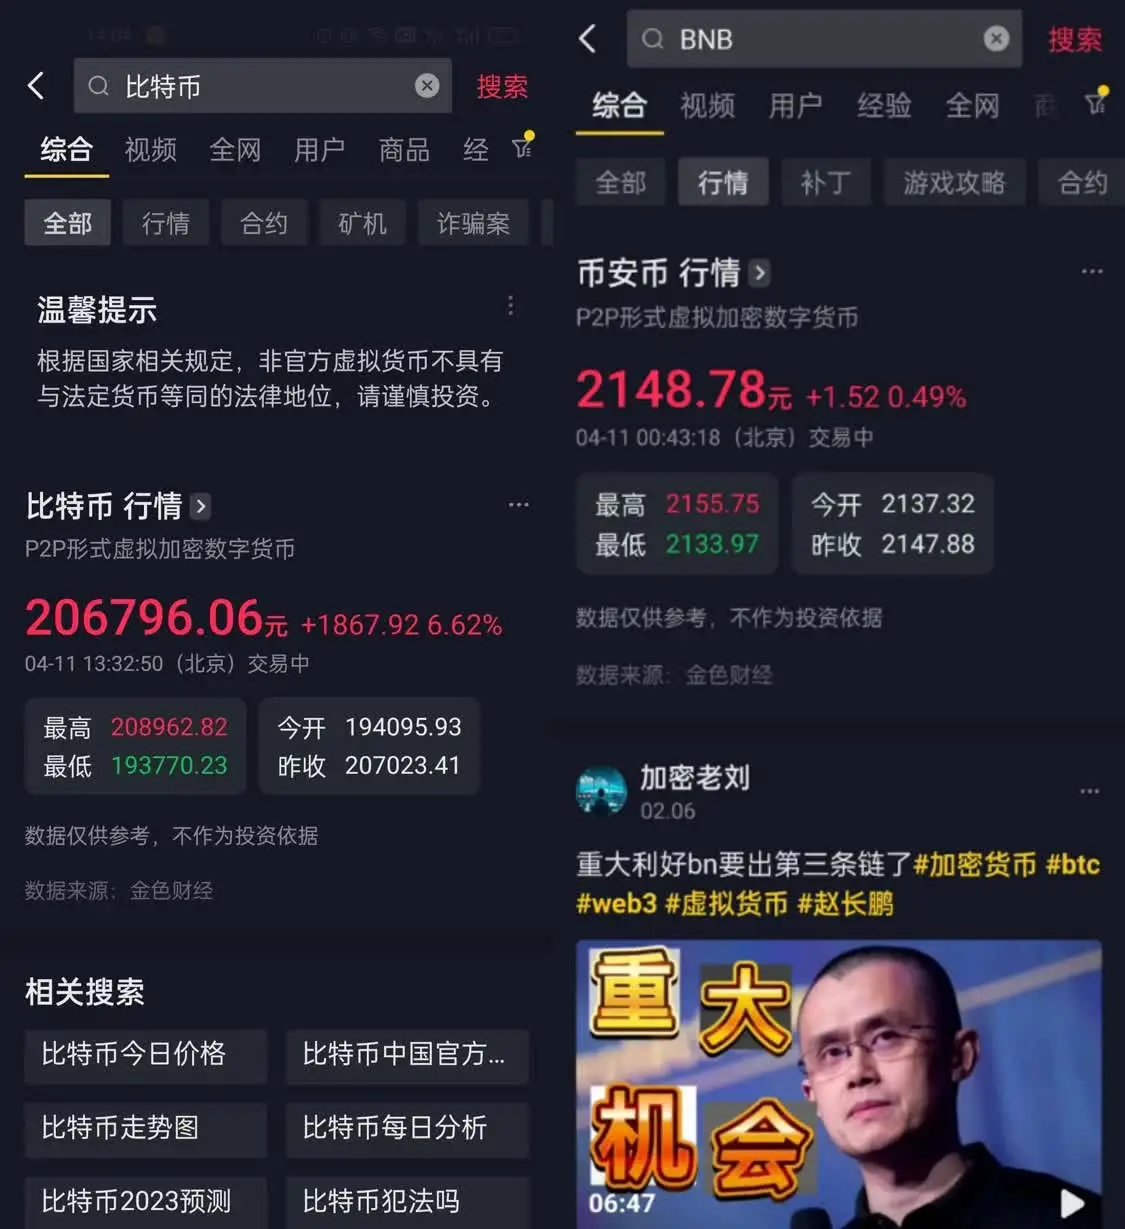 比特币
搜索
综合 视频 全网 用户 商品 经
全部 行情 合约 矿机 诈骗案
温馨提示
根据国家相关规定，非官方虚拟货币不具有
与法定货币等同的法律地位，请谨慎投资。
比特币 行情
P2P形式虚拟加密数字货币
206796.06元 +1867.92 6.62%
04-11 13:32:50（北京）交易中
最高 208962.82
最低 193770.23
今开 194095.93
昨收 207023.41
数据仅供参考，不作为投资依据
数据来源：金色财经
相关搜索
比特币今日价格
比特币中国官方...
比特币走势图
比特币每日分析
比特币2023预测
比特币犯法吗
BNB
搜索
综合 视频 用户 经验 全网 商
全部 行情 补丁 游戏攻略 合约
币安币 行情
P2P形式虚拟加密数字货币
2148.78元 +1.52 0.49%
04-11 00:43:18（北京）交易中
最高 2155.75
最低 2133.97
今开 2137.32
昨收 2147.88
数据仅供参考，不作为投资依据
数据来源：金色财经
加密老刘
02.06
重大利好bn要出第三条链了#加密货币 #btc
#web3 #虚拟货币 #赵长鹏
重大
机会
06:47